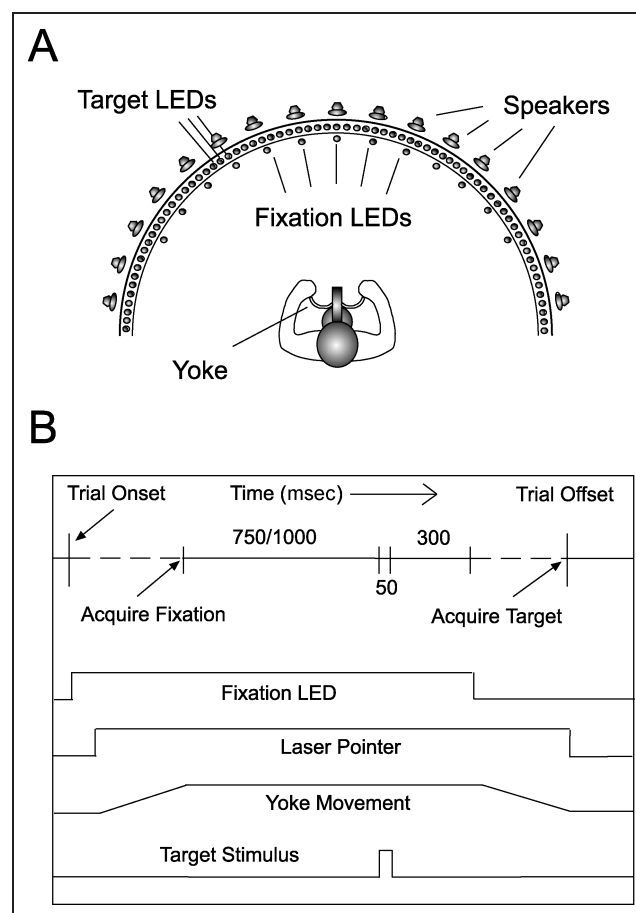 A
Target LEDs
Speakers
Fixation LEDs
Yoke
B
Trial Onset
Time (msec)
Trial Offset
750/1000
300
50
Acquire Fixation
Acquire Target
Fixation LED
Laser Pointer
Yoke Movement
Target Stimulus